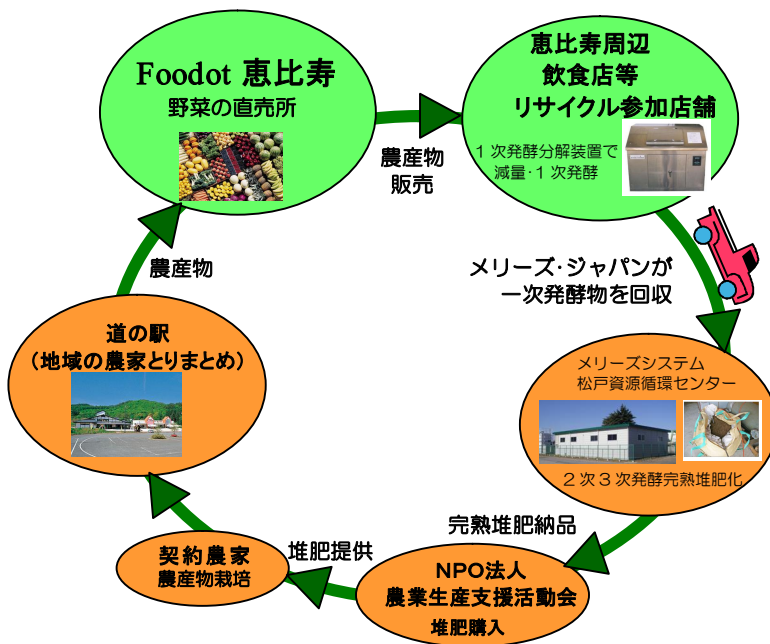 Foodot 恵比寿
野菜の直売所
農産物
販売
恵比寿周辺
飲食店等
リサイクル参加店舗
1次発酵分解装置で
減量・1次発酵
メリーズ・ジャパンが
一次発酵物を回収
メリーズシステム
松戸資源循環センター
2次3次発酵完熟堆肥化
完熟堆肥納品
NPO法人
農業生産支援活動会
堆肥購入
堆肥提供
契約農家
農産物栽培
道の駅
(地域の農家とりまとめ)
農産物